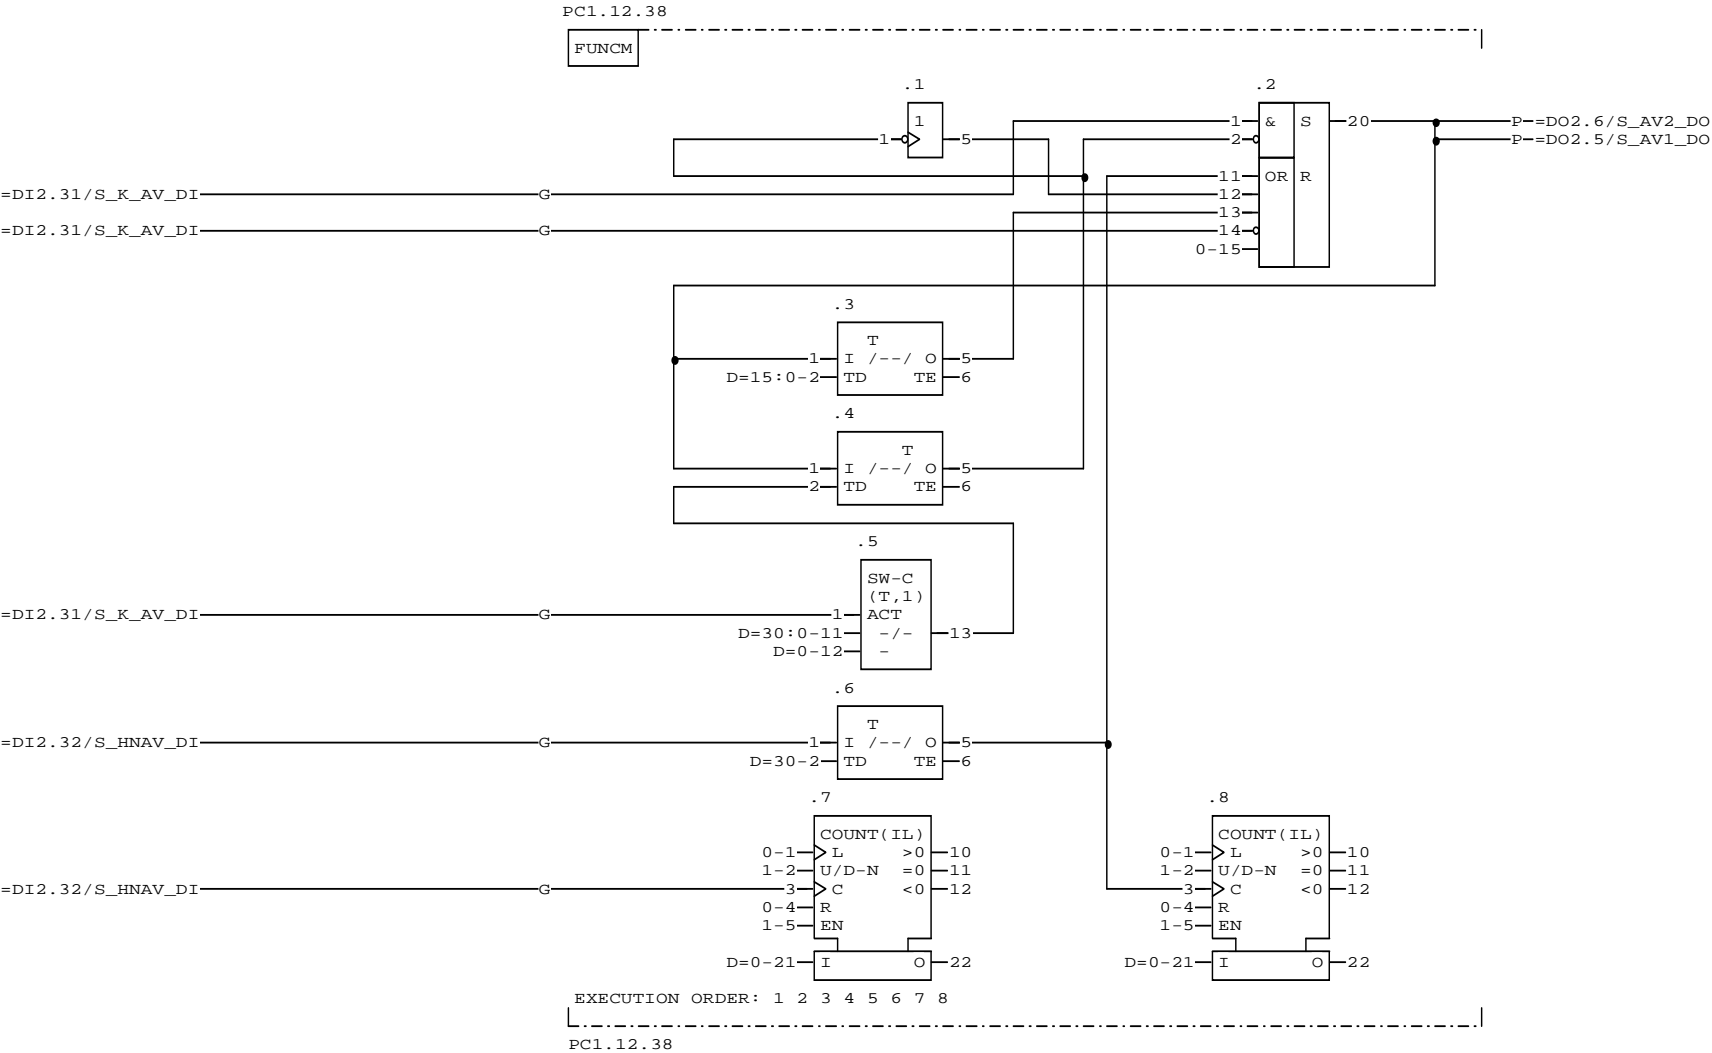 PC1.12.38
FUNCM
.1 .2
1 & S 20 P =DO2.6/S_AV2_DO
1 1 5 2 P =DO2.5/S_AV1_DO
11 OR R
=DI2.31/S_K_AV_DI G 12
13
=DI2.31/S_K_AV_DI G 14
0-15
.3
T
1 I /--/ O 5
D=15:0-2 TD TE 6
.4
T
1 I /--/ O 5
2 TD TE 6
.5
SW-C
(T,1)
=DI2.31/S_K_AV_DI G 1 ACT
D=30:0-11 -/- 13
D=0-12 -
.6
T
=DI2.32/S_HNAV_DI G 1 I /--/ O 5
D=30-2 TD TE 6
.7 .8
COUNT(IL) COUNT(IL)
0-1 L >0 10 0-1 L >0 10
1-2 U/D-N =0 11 1-2 U/D-N =0 11
=DI2.32/S_HNAV_DI G 3 C <0 12 3 C <0 12
0-4 R 0-4 R
1-5 EN 1-5 EN
D=0-21 I O 22 D=0-21 I O 22
EXECUTION ORDER: 1 2 3 4 5 6 7 8
PC1.12.38